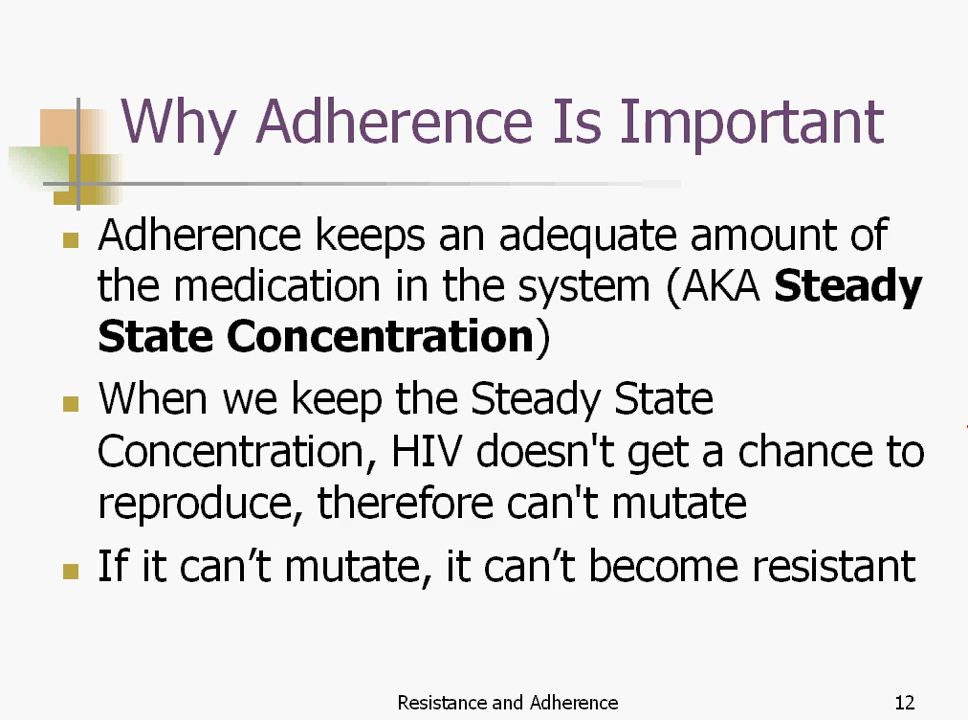 Why Adherence Is Important
Adherence keeps an adequate amount of
the medication in the system (AKA Steady
State Concentration)
When we keep the Steady State
Concentration, HIV doesn't get a chance to
reproduce, therefore can't mutate
If it can’t mutate, it can’t become resistant
Resistance and Adherence
12